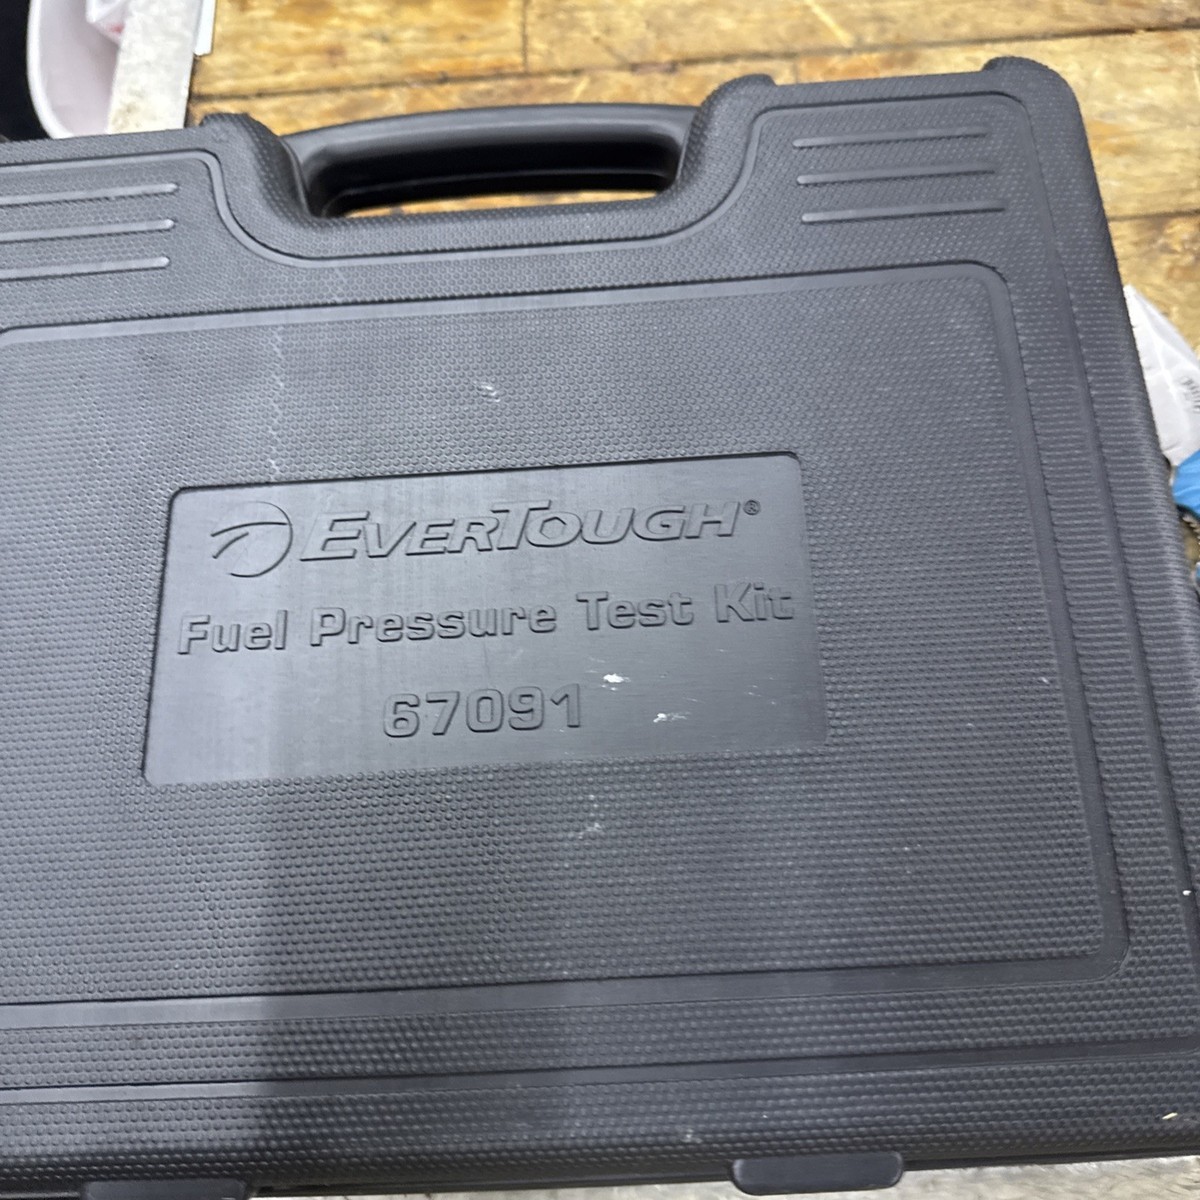 EVERTOUGH®
Fuel Pressure Test Kit
67091